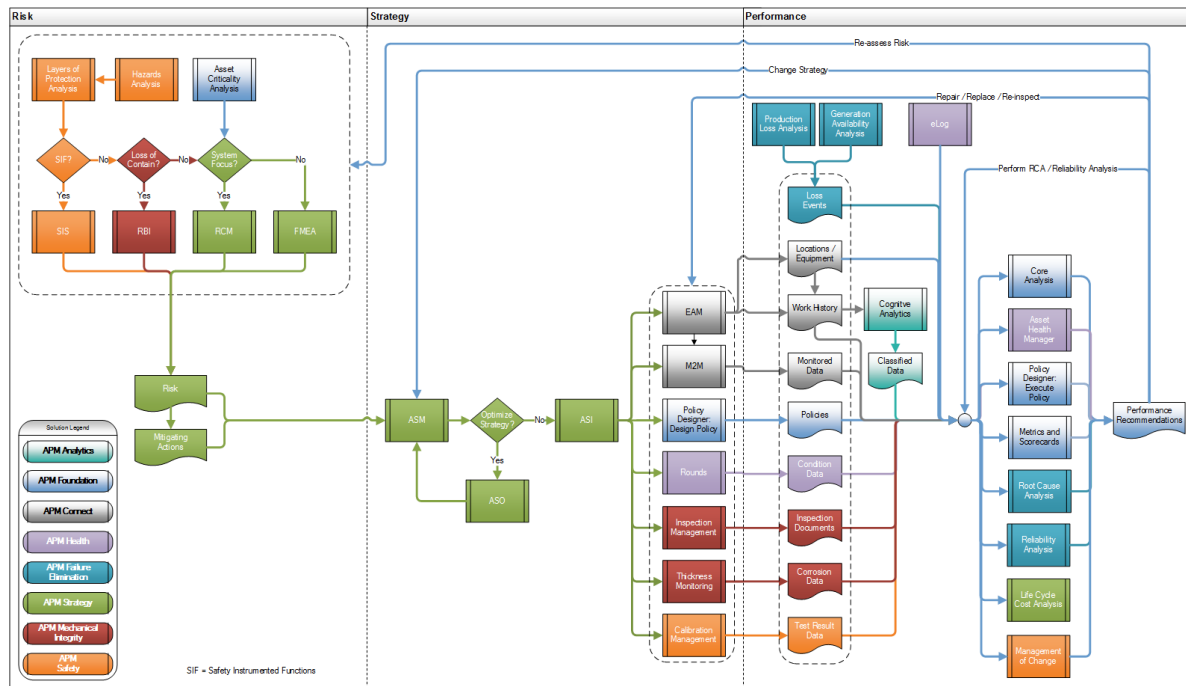 Risk
Strategy
Performance
Re-assess Risk
Change Strategy
Repair / Replace / Re-inspect
Perform RCA / Reliability Analysis
Layers of
Protection
Analysis
Hazards
Analysis
Asset
Criticality
Analysis
SIF?
No
Loss of
Contain?
No
System
Focus?
No
Yes
Yes
Yes
SIS
RBI
RCM
FMEA
Risk
Mitigating
Actions
Solution Legend
APM Analytics
APM Foundation
APM Connect
APM Health
APM Failure
Elimination
APM Strategy
APM Mechanical
Integrity
APM
Safety
SIF = Safety Instrumented Functions
ASM
Optimize
Strategy?
No
Yes
ASO
ASI
EAM
M2M
Policy
Designer:
Design Policy
Rounds
Inspection
Management
Thickness
Monitoring
Calibration
Management
Production
Loss Analysis
Generation
Availability
Analysis
eLog
Loss
Events
Locations /
Equipment
Work History
Cognitve
Analytics
Monitored
Data
Classified
Data
Policies
Condition
Data
Inspection
Documents
Corrosion
Data
Test Result
Data
Core
Analysis
Asset
Health
Manager
Policy
Designer:
Execute
Policy
Metrics and
Scorecards
Root Cause
Analysis
Reliability
Analysis
Life Cycle
Cost Analysis
Management
of Change
Performance
Recommendations